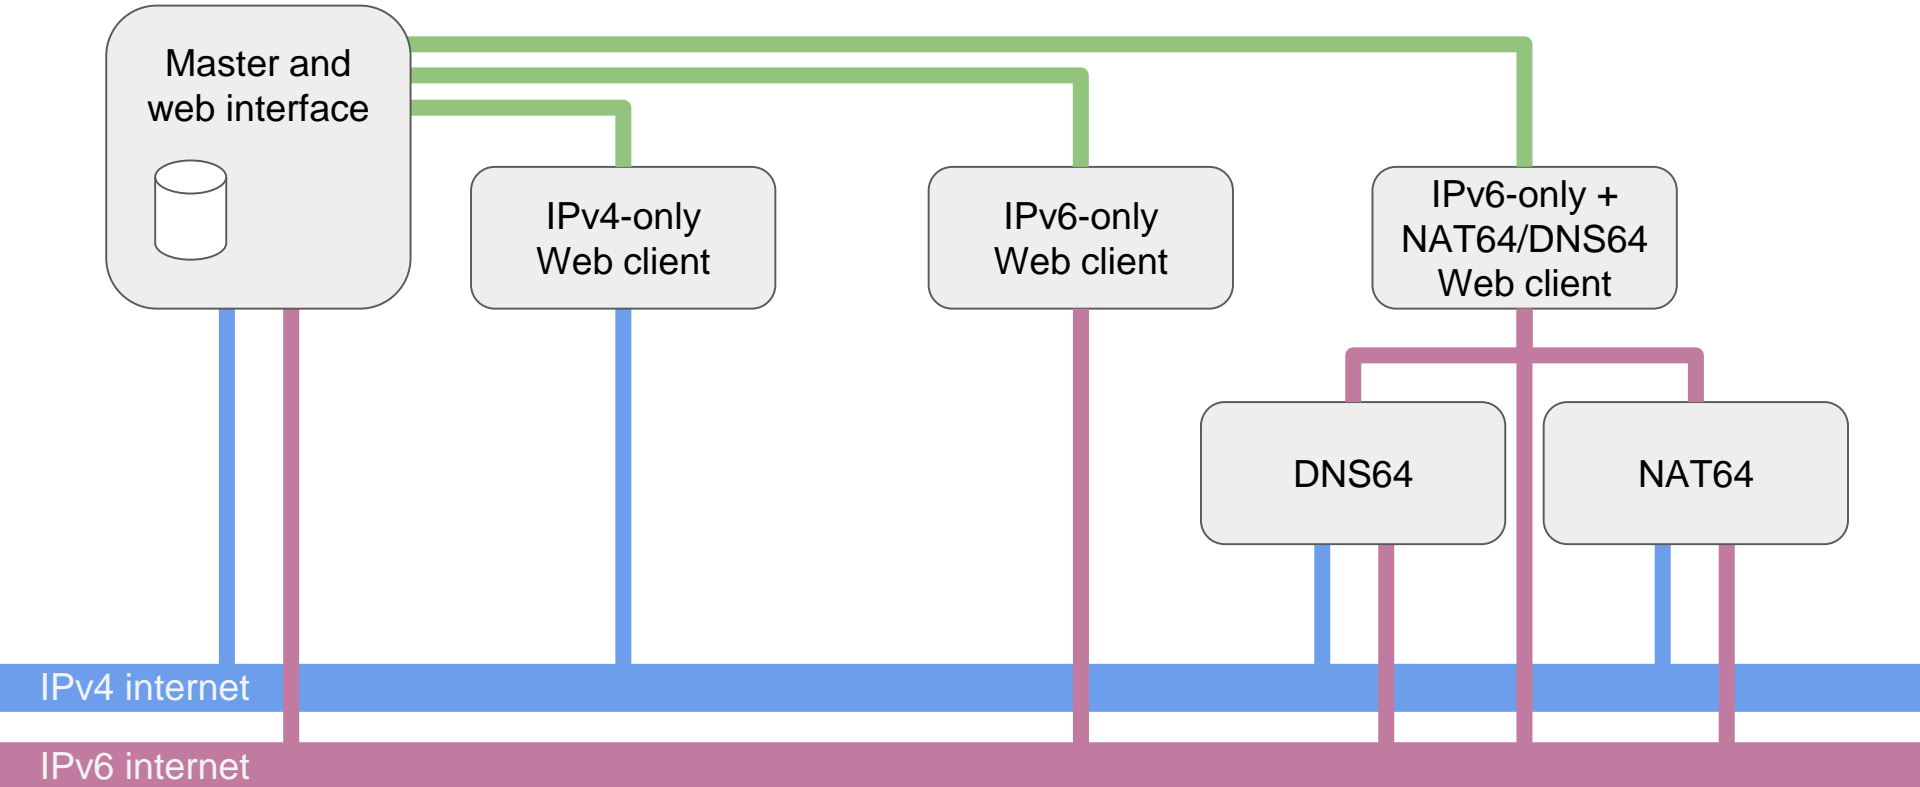 Master and
web interface
IPv4-only
Web client
IPv6-only
Web client
IPv6-only +
NAT64/DNS64
Web client
DNS64
NAT64
IPv4 internet
IPv6 internet